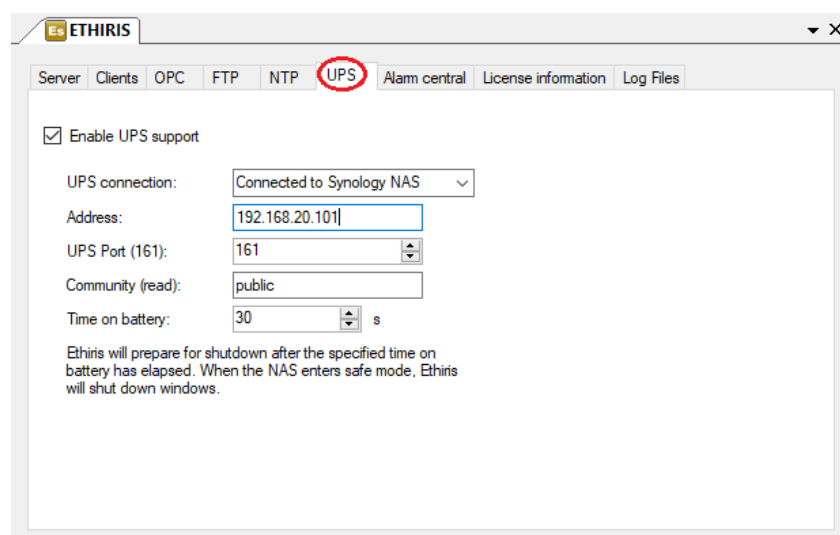 Es ETHIRIS
Server Clients OPC FTP NTP UPS Alarm central License information Log Files
Enable UPS support
UPS connection: Connected to Synology NAS
Address: 192.168.20.101
UPS Port (161): 161
Community (read): public
Time on battery: 30 s
Ethiris will prepare for shutdown after the specified time on
battery has elapsed. When the NAS enters safe mode, Ethiris
will shut down windows.